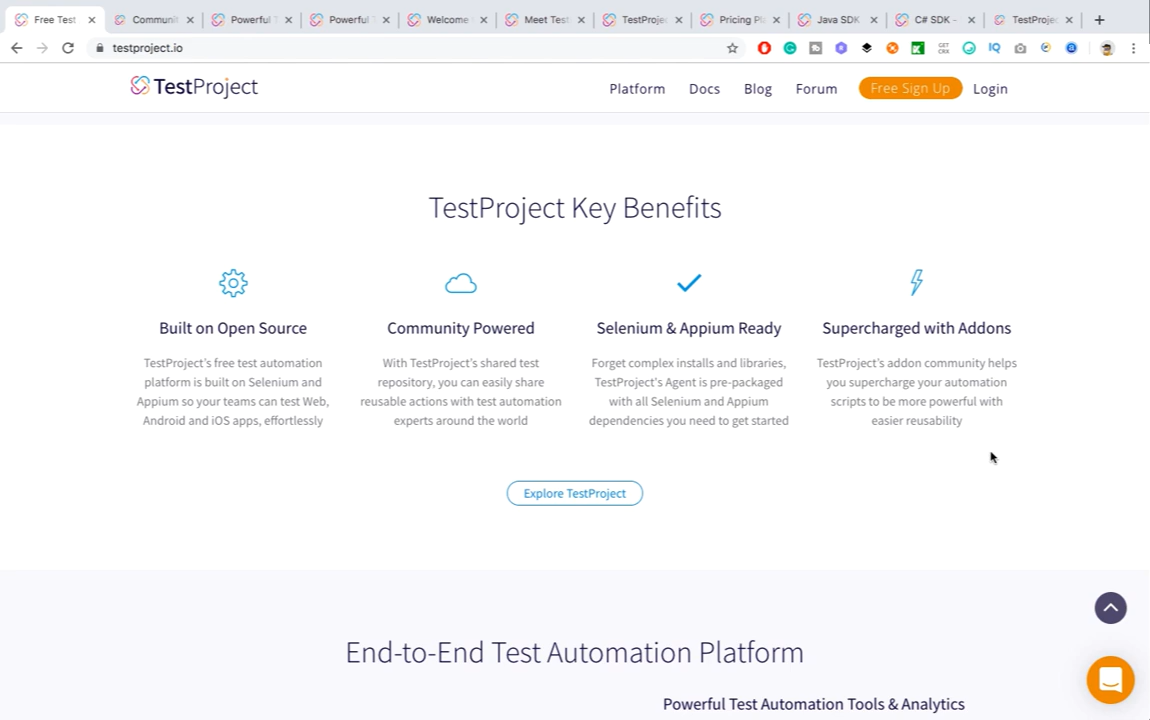 Free Test
Communit
Powerful T
Powerful T
Welcome
Meet Test
TestProje
Pricing Pl
Java SDK
C# SDK -
TestProje
testproject.io
GET
CRX
IQ
TestProject
Platform
Docs
Blog
Forum
Free Sign Up
Login
TestProject Key Benefits
Built on Open Source
TestProject's free test automation
platform is built on Selenium and
Appium so your teams can test Web,
Android and iOS apps, effortlessly
Community Powered
With TestProject's shared test
repository, you can easily share
reusable actions with test automation
experts around the world
Selenium & Appium Ready
Forget complex installs and libraries,
TestProject's Agent is pre-packaged
with all Selenium and Appium
dependencies you need to get started
Supercharged with Addons
TestProject's addon community helps
you supercharge your automation
scripts to be more powerful with
easier reusability
Explore TestProject
End-to-End Test Automation Platform
Powerful Test Automation Tools & Analytics